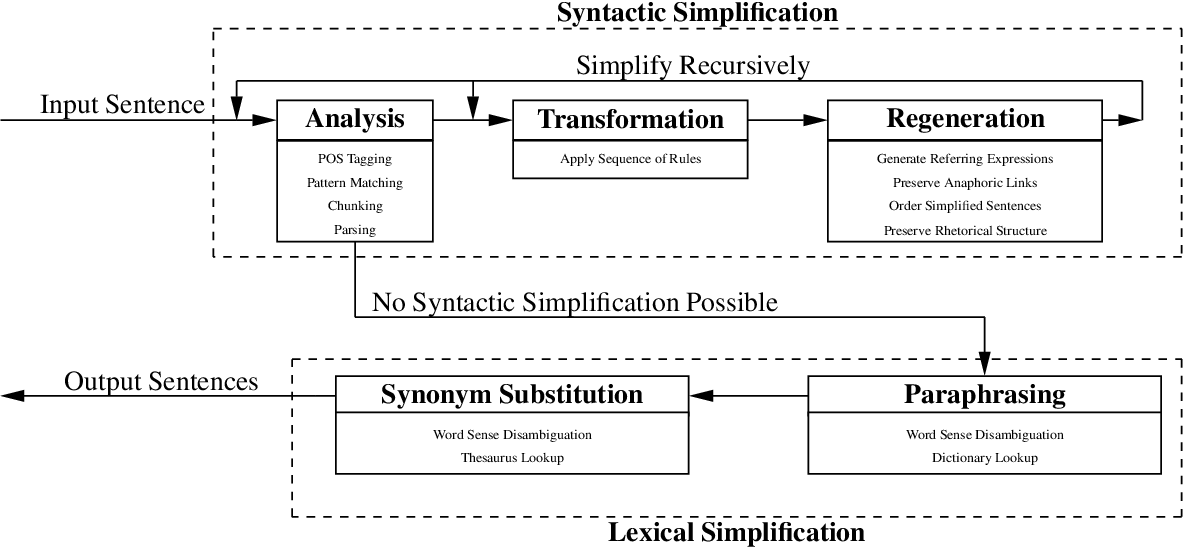 Syntactic Simplification
Simplify Recursively
Input Sentence
Analysis
POS Tagging
Pattern Matching
Chunking
Parsing
Transformation
Apply Sequence of Rules
Regeneration
Generate Referring Expressions
Preserve Anaphoric Links
Order Simplified Sentences
Preserve Rhetorical Structure
No Syntactic Simplification Possible
Output Sentences
Synonym Substitution
Word Sense Disambiguation
Thesaurus Lookup
Paraphrasing
Word Sense Disambiguation
Dictionary Lookup
Lexical Simplification